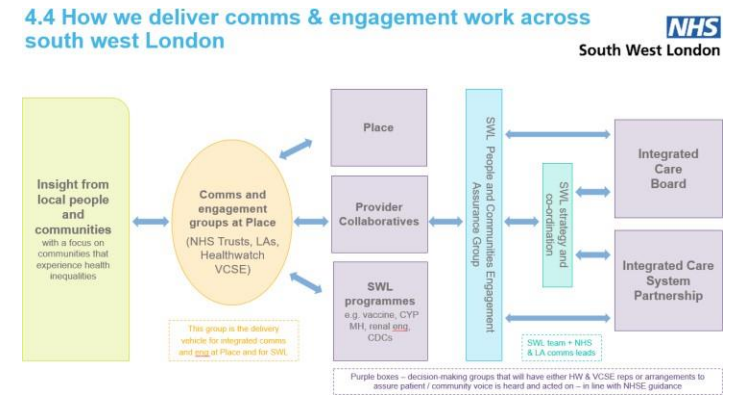 4.4 How we deliver comms & engagement work across
south west London
NHS
South West London
Insight from
local people
and
communities
with a focus on
communities that
experience health
inequalities
Comms and
engagement
groups at Place
(NHS Trusts, LAs,
Healthwatch
VCSE)
This group is the delivery
vehicle for integrated comms
and eng at Place and for SWL
Place
Provider
Collaboratives
SWL
programmes
e.g. vaccine, CYP
MH, renal eng,
CDCs
SWL People and Communities Engagement
Assurance Group
SWL strategy and
co-ordination
SWL team + NHS
& LA comms leads
Integrated
Care
Board
Integrated Care
System
Partnership
Purple boxes – decision-making groups that will have either HW & VCSE reps or arrangements to
assure patient / community voice is heard and acted on – in line with NHSE guidance